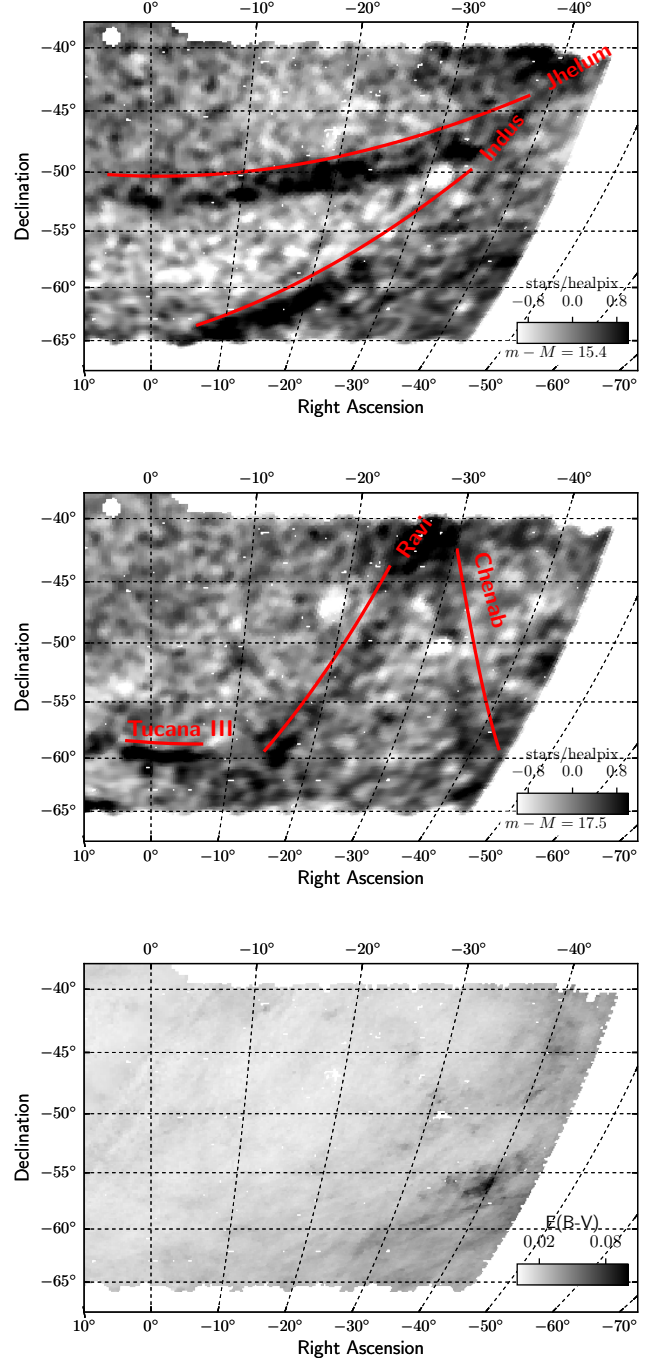 0° −10° −20° −30° −40°
Jhelum
Indus
−40°
−45°
−50°
−55°
−60°
−65°
Declination
stars/healpix
−0.8 0.0 0.8
m − M = 15.4
10° 0° −10° −20° −30° −40° −50° −60° −70°
Right Ascension
0° −10° −20° −30° −40°
Ravi
Chenab
Tucana III
−40°
−45°
−50°
−55°
−60°
−65°
Declination
stars/healpix
−0.8 0.0 0.8
m − M = 17.5
10° 0° −10° −20° −30° −40° −50° −60° −70°
Right Ascension
0° −10° −20° −30° −40°
−40°
−45°
−50°
−55°
−60°
−65°
Declination
E(B-V)
0.02 0.08
10° 0° −10° −20° −30° −40° −50° −60° −70°
Right Ascension